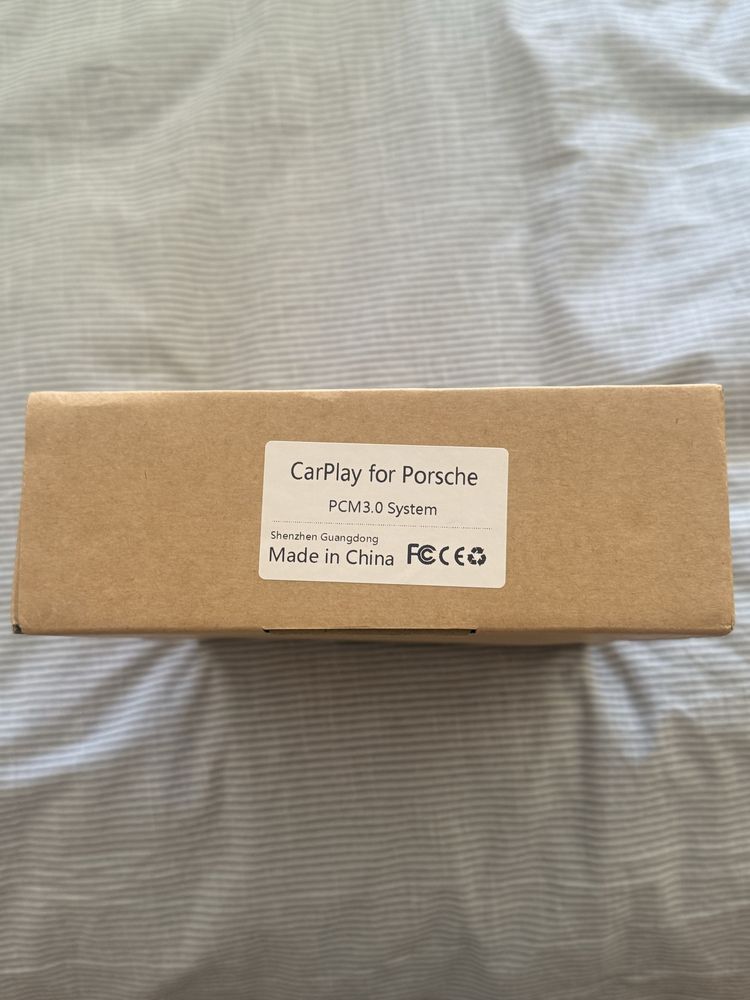 CarPlay for Porsche
PCM3.0 System
Shenzhen Guangdong
Made in China FC CE